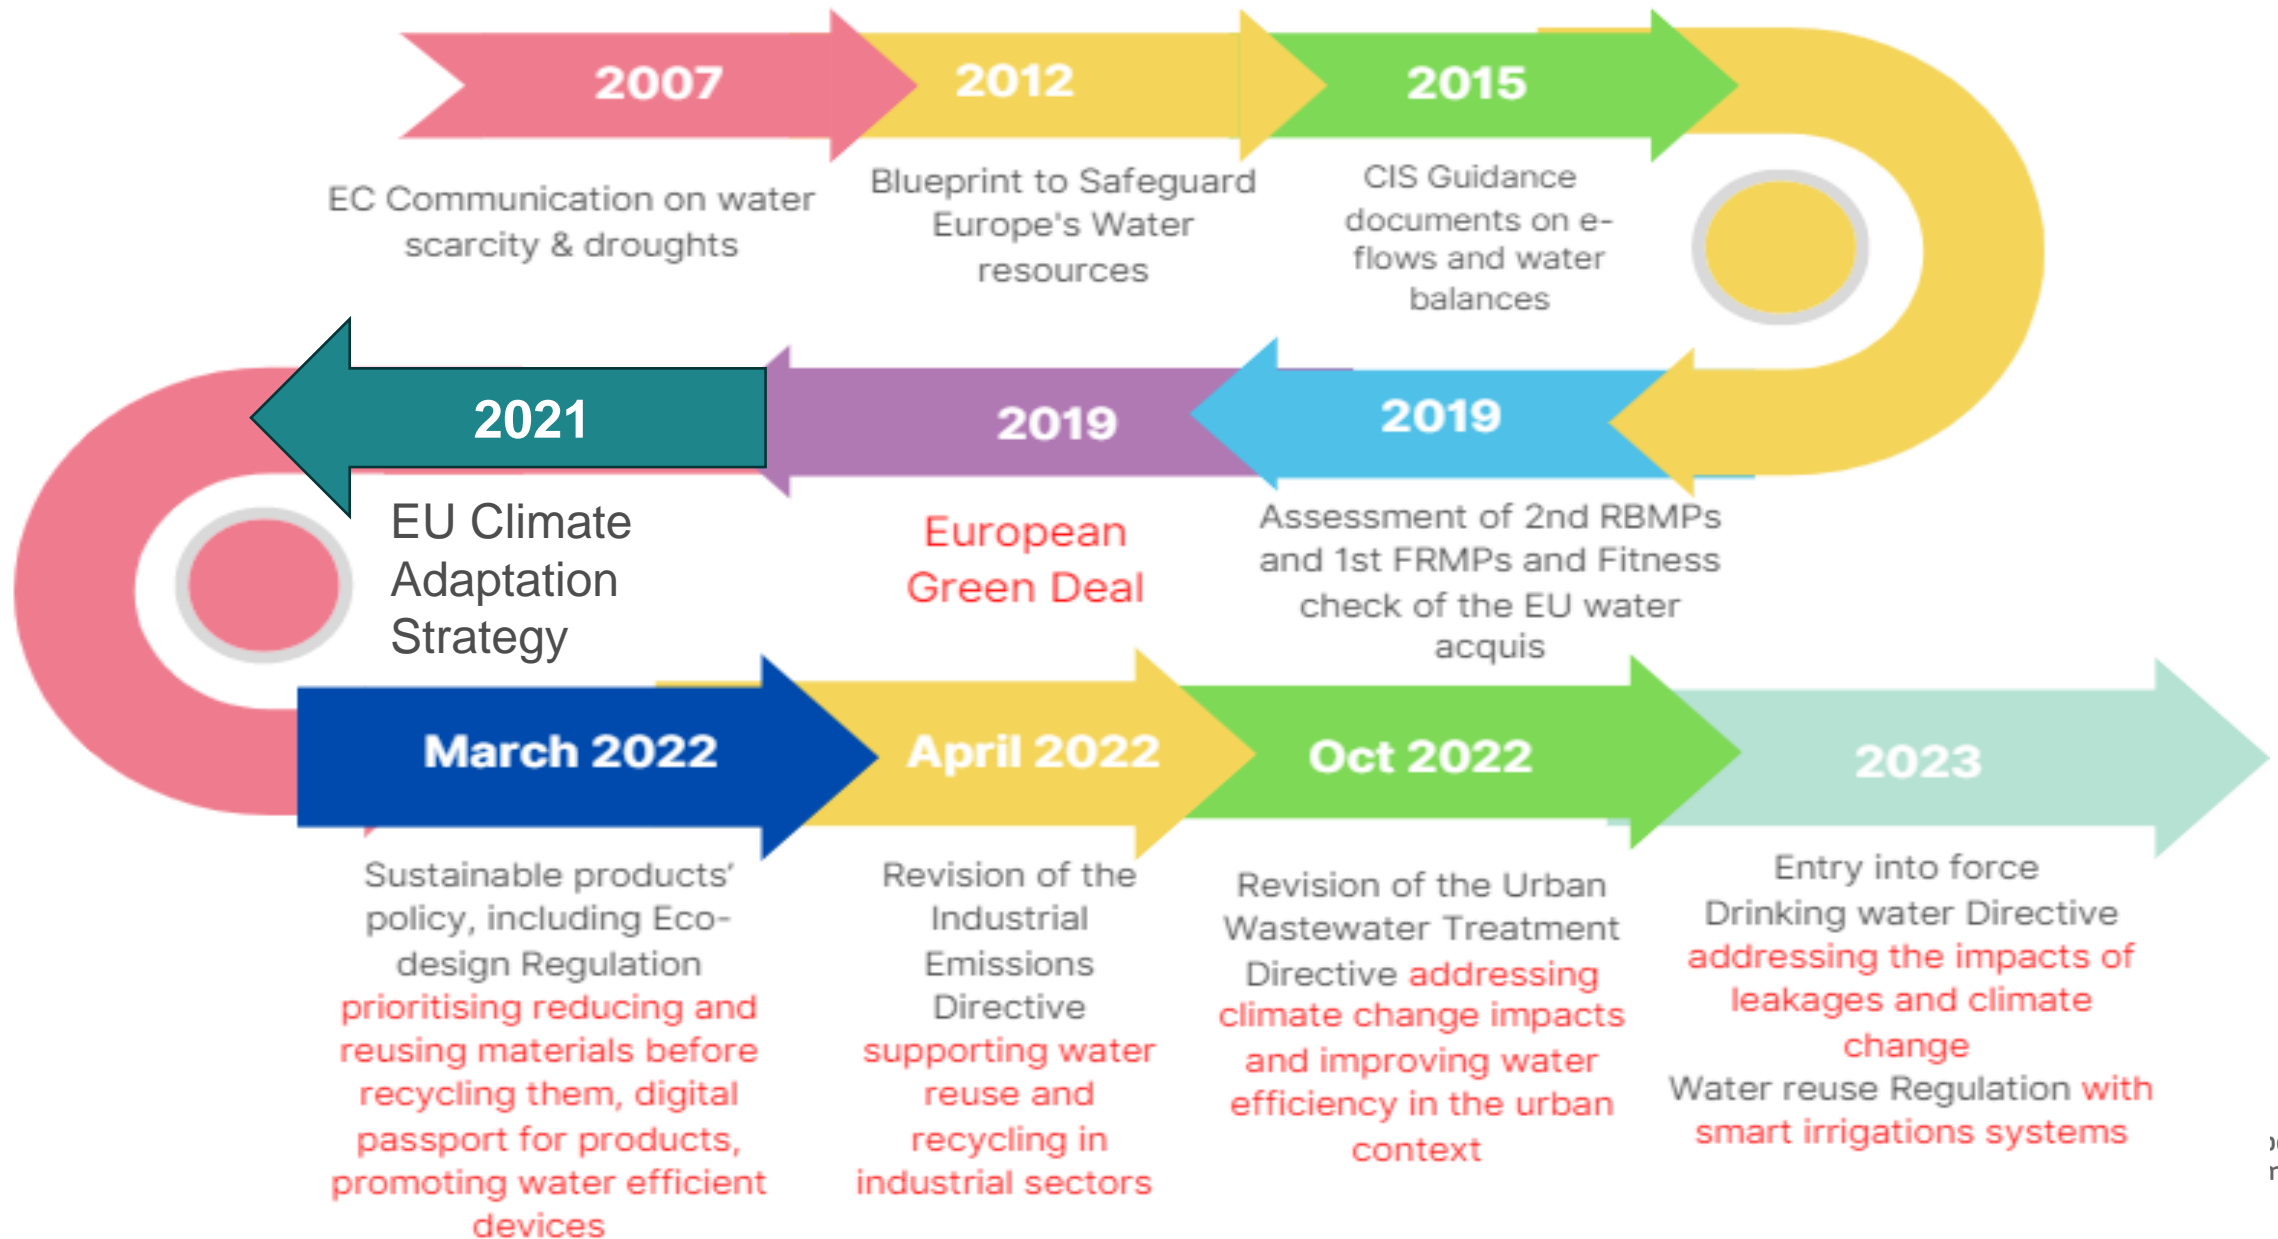 2007
2012
2015
EC Communication on water
scarcity & droughts
Blueprint to Safeguard
Europe's Water
resources
CIS Guidance
documents on e-
flows and water
balances
2019
Assessment of 2nd RBMPs
and 1st FRMPs and Fitness
check of the EU water
acquis
2019
European
Green Deal
2021
EU Climate
Adaptation
Strategy
March 2022
Sustainable products’
policy, including Eco-
design Regulation
prioritising reducing and
reusing materials before
recycling them, digital
passport for products,
promoting water efficient
devices
April 2022
Revision of the
Industrial
Emissions
Directive
supporting water
reuse and
recycling in
industrial sectors
Oct 2022
Revision of the Urban
Wastewater Treatment
Directive addressing
climate change impacts
and improving water
efficiency in the urban
context
2023
Entry into force
Drinking water Directive
addressing the impacts of
leakages and climate
change
Water reuse Regulation with
smart irrigations systems